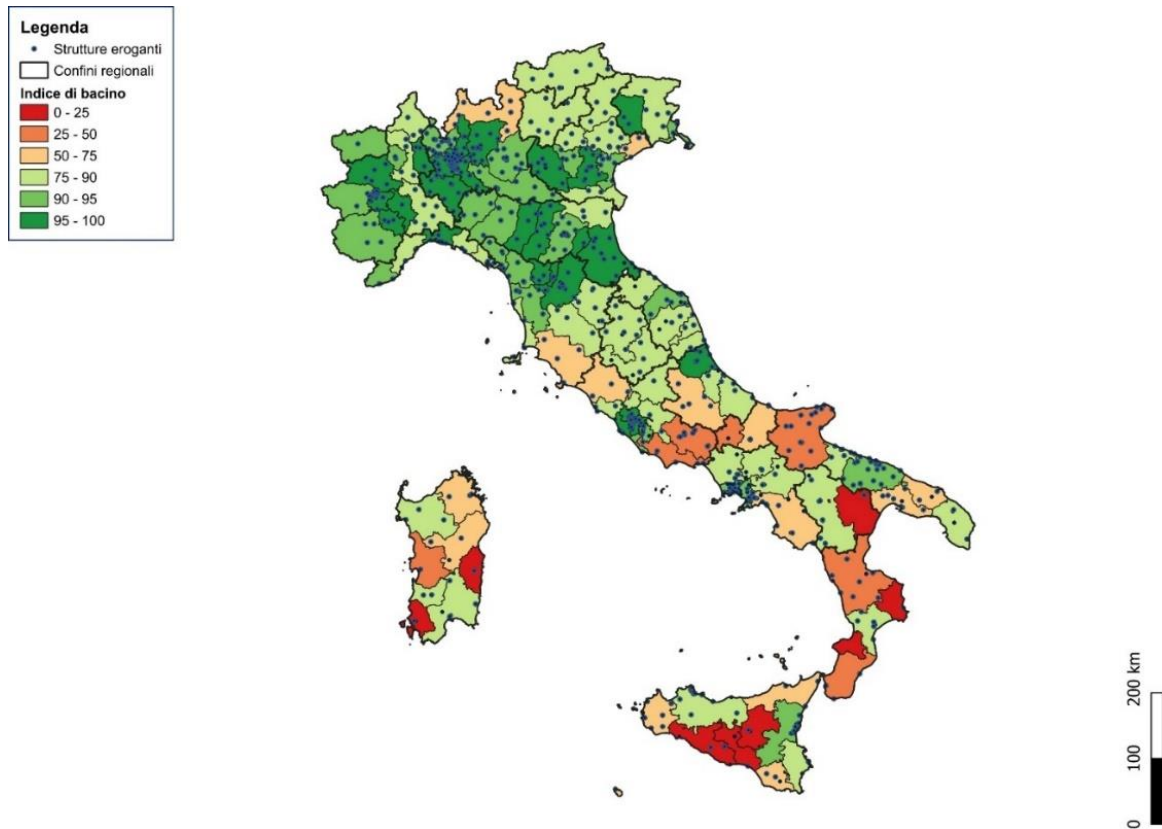 Legenda
Strutture eroganti
Confini regionali
Indice di bacino
0 - 25
25 - 50
50 - 75
75 - 90
90 - 95
95 - 100
200 km
100
0